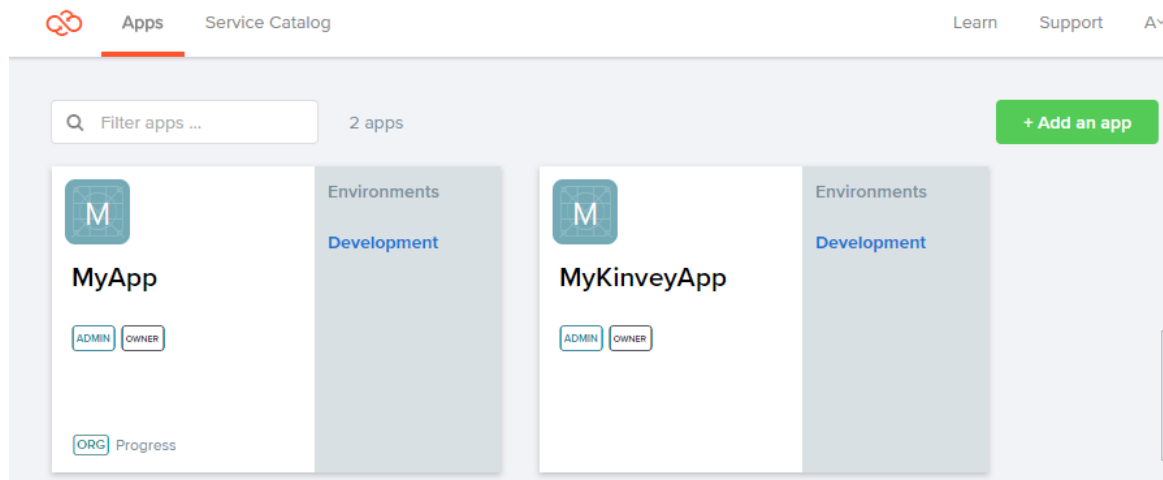 Apps Service Catalog Learn Support A
Filter apps ... 2 apps + Add an app
M
Environments
Development
MyApp
ADMIN OWNER
ORG Progress
M
Environments
Development
MyKinveyApp
ADMIN OWNER